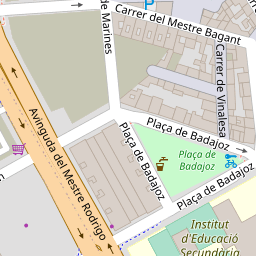 Carrer del Mestre Bagant
de Marines
Carrer de Vinalesa
Avinguda del Mestre Rodrigo
Plaça de Badajoz
Plaça de Badajoz
Plaça de
Badajoz
Plaça de Badajoz
Institut
d'Educació
Secundària